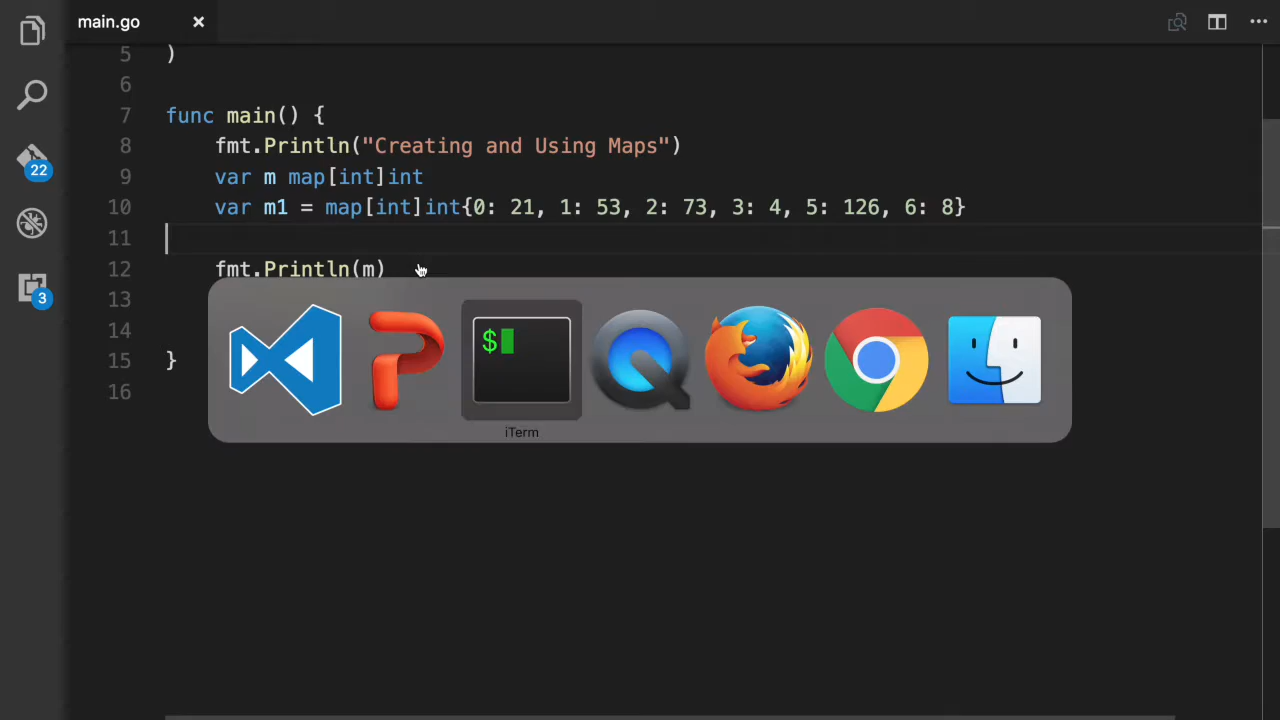 main.go
5 )
6
7 func main() {
8 fmt.Println("Creating and Using Maps")
9 var m map[int]int
10 var m1 = map[int]int{0: 21, 1: 53, 2: 73, 3: 4, 5: 126, 6: 8}
11
12 fmt.Println(m)
13
14
15 }
16
22
3
$
iTerm